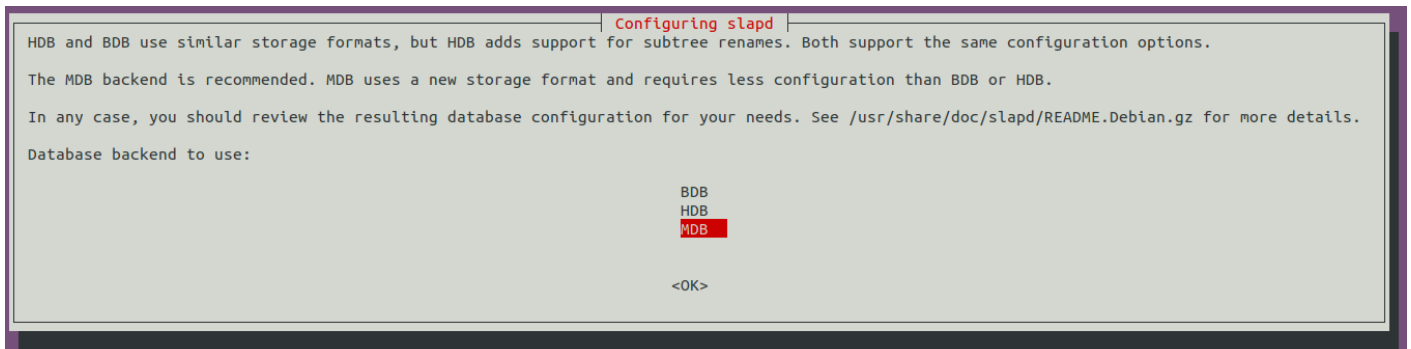 Configuring slapd
HDB and BDB use similar storage formats, but HDB adds support for subtree renames. Both support the same configuration options.
The MDB backend is recommended. MDB uses a new storage format and requires less configuration than BDB or HDB.
In any case, you should review the resulting database configuration for your needs. See /usr/share/doc/slapd/README.Debian.gz for more details.
Database backend to use:
BDB
HDB
MDB
<OK>